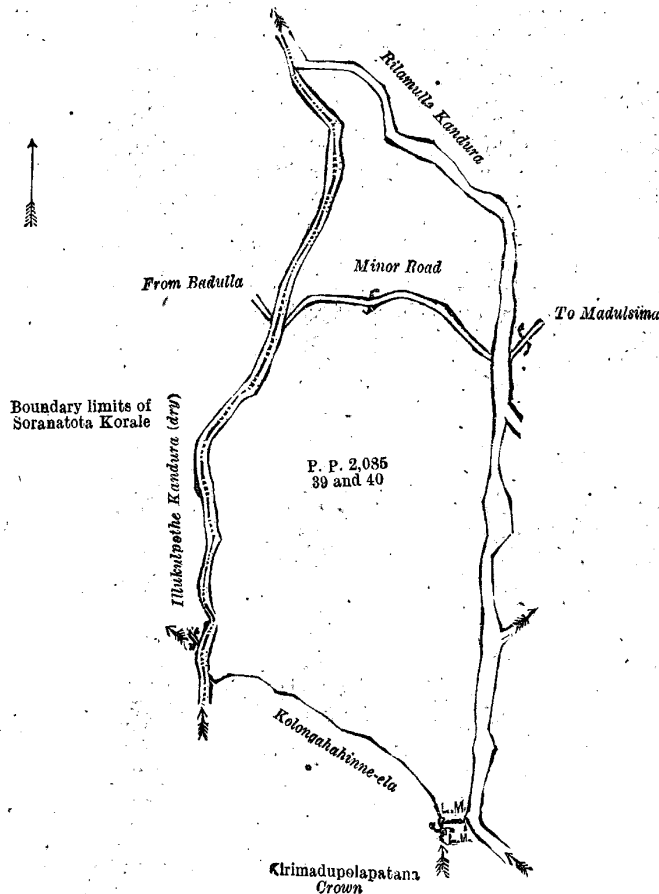 Rilamulla Kandura
Minor Road
From Badulla
To Madulsima
Boundary limits of
Soranatota Korale
Illukulpothe Kandura (dry)
P. P. 2,085
39 and 40
Kolongahahinne-ela
L.M.
L.M.
Kirimadupolapatana
Crown